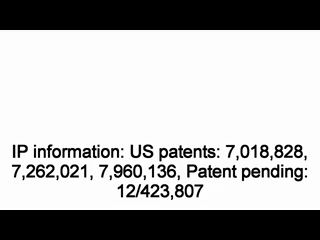 IP information: US patents: 7,018,828,
7,262,021, 7,960,136, Patent pending:
12/423,807